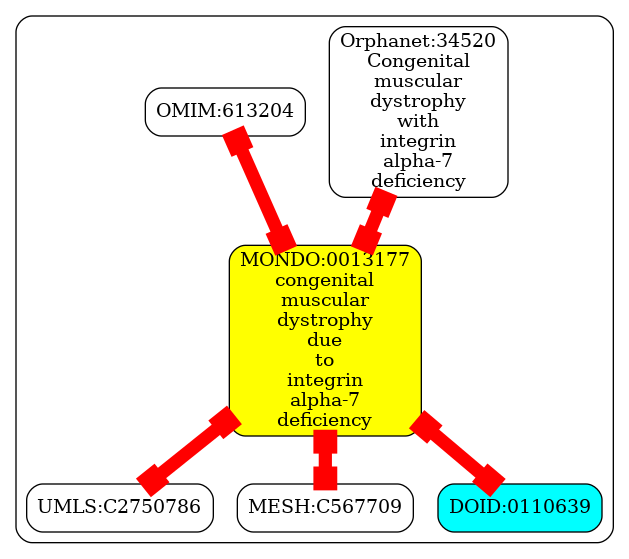 Orphanet:34520
Congenital
muscular
dystrophy
with
integrin
alpha-7
deficiency
OMIM:613204
MONDO:0013177
congenital
muscular
dystrophy
due
to
integrin
alpha-7
deficiency
UMLS:C2750786
MESH:C567709
DOID:0110639